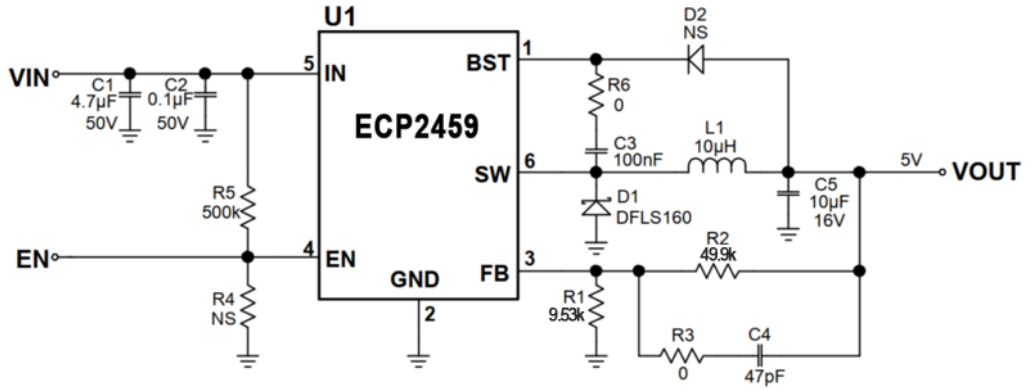 U1
D2
NS
VIN
C1
4.7µF
50V
C2
0.1µF
50V
5
IN
BST
1
R6
0
ECP2459
C3
100nF
L1
10µH
SW
6
5V
VOUT
R5
500k
D1
DFLS160
C5
10µF
16V
EN
4
EN
GND
2
FB
3
R2
49.9k
R4
NS
R1
9.53k
R3
0
C4
47pF